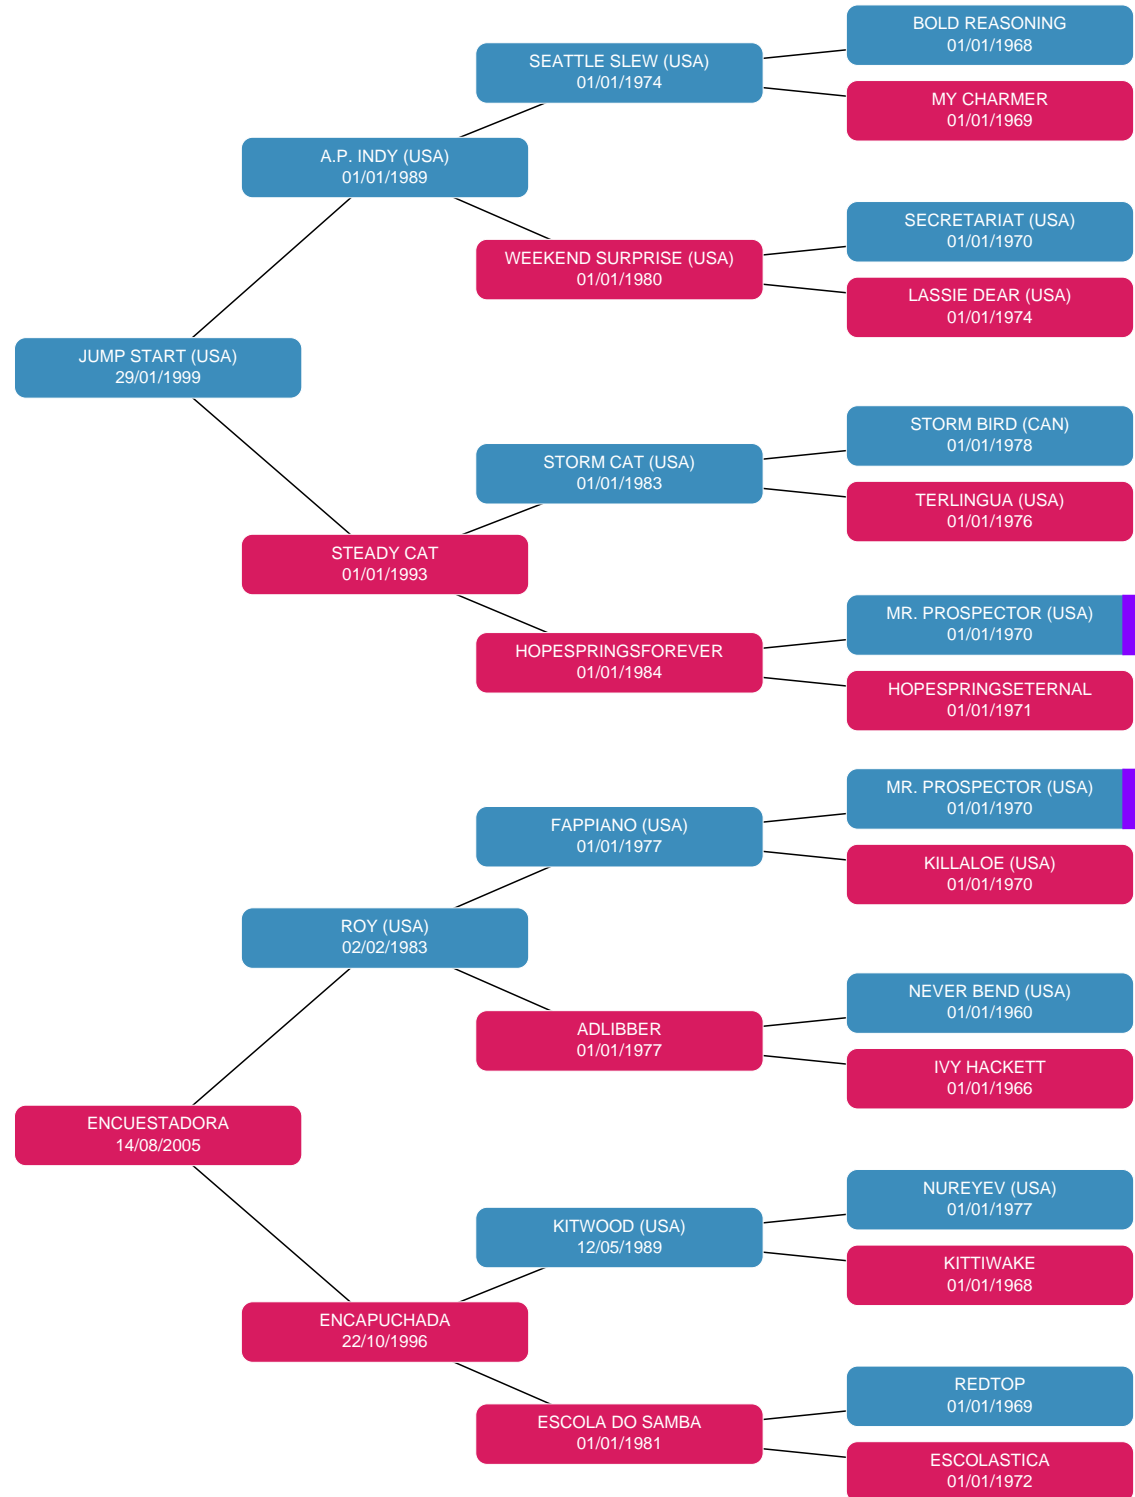 BOLD REASONING
01/01/1968
SEATTLE SLEW (USA)
01/01/1974
MY CHARMER
01/01/1969
A.P. INDY (USA)
01/01/1989
SECRETARIAT (USA)
01/01/1970
WEEKEND SURPRISE (USA)
01/01/1980
LASSIE DEAR (USA)
01/01/1974
JUMP START (USA)
29/01/1999
STORM BIRD (CAN)
01/01/1978
STORM CAT (USA)
01/01/1983
TERLINGUA (USA)
01/01/1976
STEADY CAT
01/01/1993
MR. PROSPECTOR (USA)
01/01/1970
HOPESPRINGSFOREVER
01/01/1984
HOPESPRINGSETERNAL
01/01/1971
MR. PROSPECTOR (USA)
01/01/1970
FAPPIANO (USA)
01/01/1977
KILLALOE (USA)
01/01/1970
ROY (USA)
02/02/1983
NEVER BEND (USA)
01/01/1960
ADLIBBER
01/01/1977
IVY HACKETT
01/01/1966
ENCUESTADORA
14/08/2005
NUREYEV (USA)
01/01/1977
KITWOOD (USA)
12/05/1989
KITTIWAKE
01/01/1968
ENCAPUCHADA
22/10/1996
REDTOP
01/01/1969
ESCOLA DO SAMBA
01/01/1981
ESCOLASTICA
01/01/1972